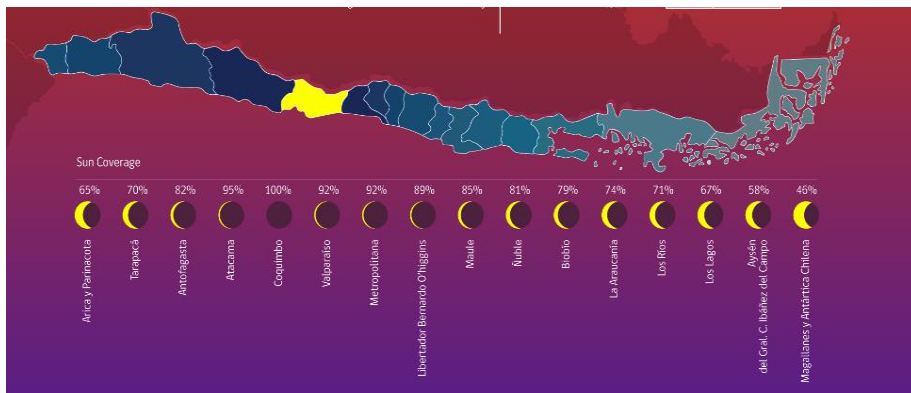 Sun Coverage
65% 70% 82% 95% 100% 92% 92% 89% 85% 81% 79% 74% 71% 67% 58% 46%
Arica y Parinacota
Tarapacá
Antofagasta
Atacama
Coquimbo
Valparaíso
Metropolitana
Libertador Bernardo O'higgins
Maule
Ñuble
Biobío
La Araucanía
Los Ríos
Los Lagos
Aysén
del Gral. C. Ibáñez del Campo
Magallanes y Antártica Chilena